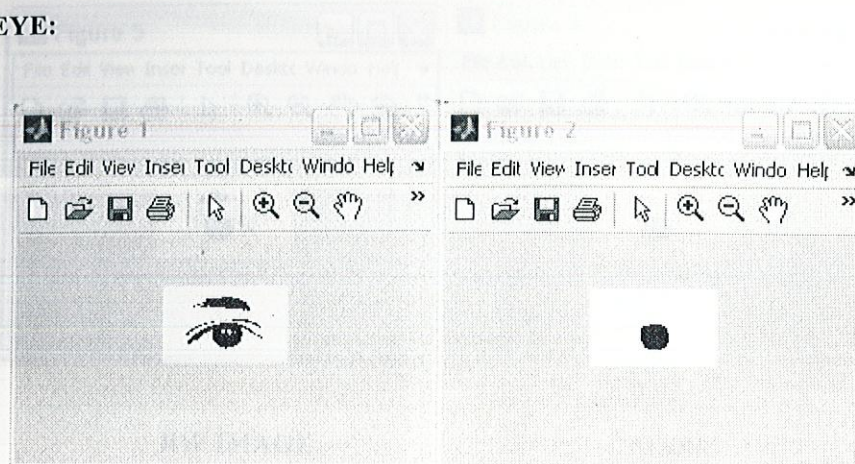 EYE:
Figure 1
File Edit Viev Inser Tool Desktc Windo Help
Figure 2
File Edit View Inser Tool Desktc Windo Help